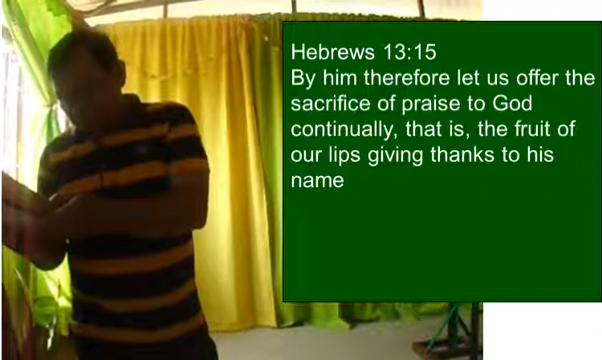 Hebrews 13:15
By him therefore let us offer the
sacrifice of praise to God
continually, that is, the fruit of
our lips giving thanks to his
name